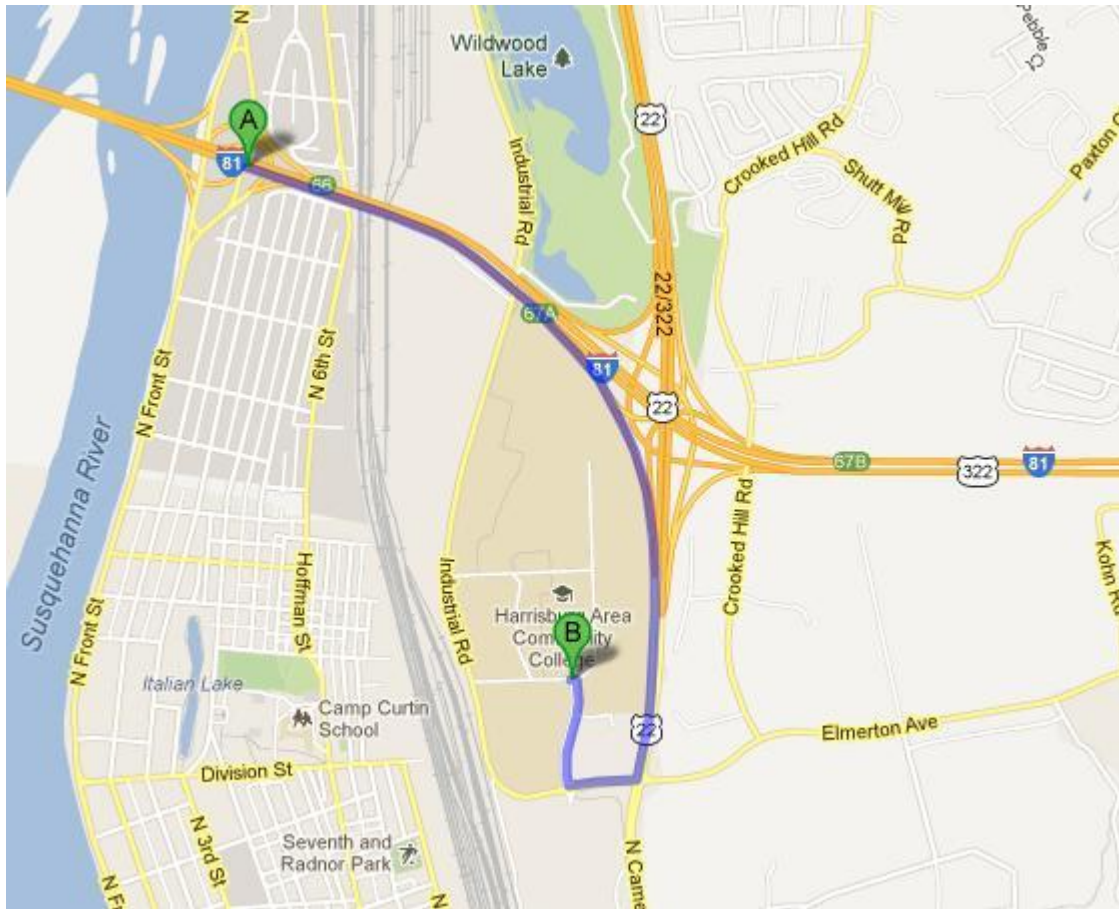 N
Wildwood
Lake
Pebble
22
A
81
66
Industrial Rd
Crooked Hill Rd
Shutt Mill Rd
Paxton
22/322
67A
N Front St
N 6th St
81
22
67B
322
81
Susquehanna River
Crooked Hill Rd
Kohn Rd
Industrial Rd
Hoffman St
N Front St
Harrisburg Area
Community
College
B
Italian Lake
Camp Curtin
School
22
Elmerton Ave
Division St
N 3rd St
Seventh and
Radnor Park
N Came
N Fr